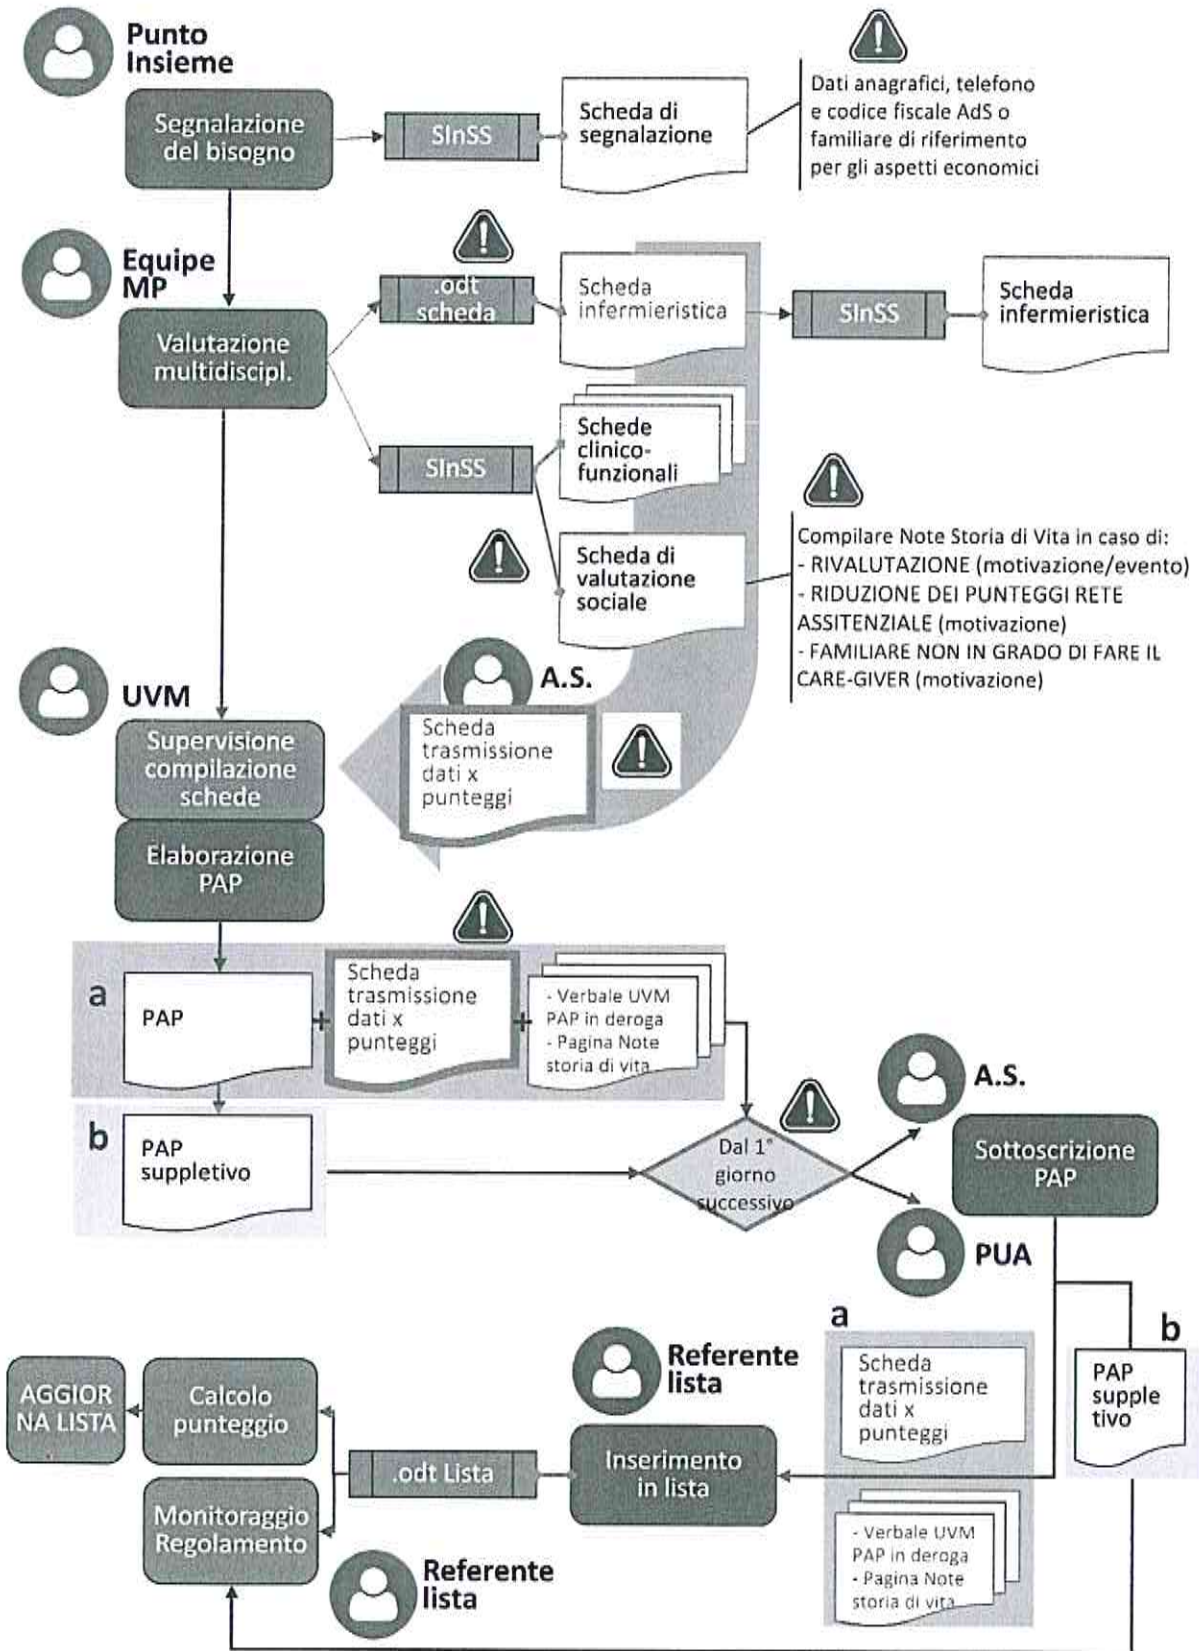 Punto
Insieme
Segnalazione
del bisogno
SInSS
Scheda di
segnalazione
Dati anagrafici, telefono
e codice fiscale AdS o
familiare di riferimento
per gli aspetti economici
Equipe
MP
Valutazione
multidiscipl.
.odt
scheda
Scheda
infermieristica
SInSS
Scheda
infermieristica
SInSS
Schede
clinico-
funzionali
Scheda di
valutazione
sociale
Compilare Note Storia di Vita in caso di:
- RIVALUTAZIONE (motivazione/evento)
- RIDUZIONE DEI PUNTEGGI RETE
ASSITENZIALE (motivazione)
- FAMILIARE NON IN GRADO DI FARE IL
CARE-GIVER (motivazione)
UVM
A.S.
Supervisione
compilazione
schede
Scheda
trasmissione
dati x
punteggi
Elaborazione
PAP
a
PAP
+
Scheda
trasmissione
dati x
punteggi
+
- Verbale UVM
PAP in deroga
- Pagina Note
storia di vita
b
PAP
suppletivo
Dal 1°
giorno
successivo
A.S.
Sottoscrizione
PAP
PUA
a
b
Scheda
trasmissione
dati x
punteggi
PAP
supple
tivo
Referente
lista
AGGIOR
NA LISTA
Calcolo
punteggio
.odt Lista
Inserimento
in lista
Monitoraggio
Regolamento
- Verbale UVM
PAP in deroga
- Pagina Note
storia di vita
Referente
lista